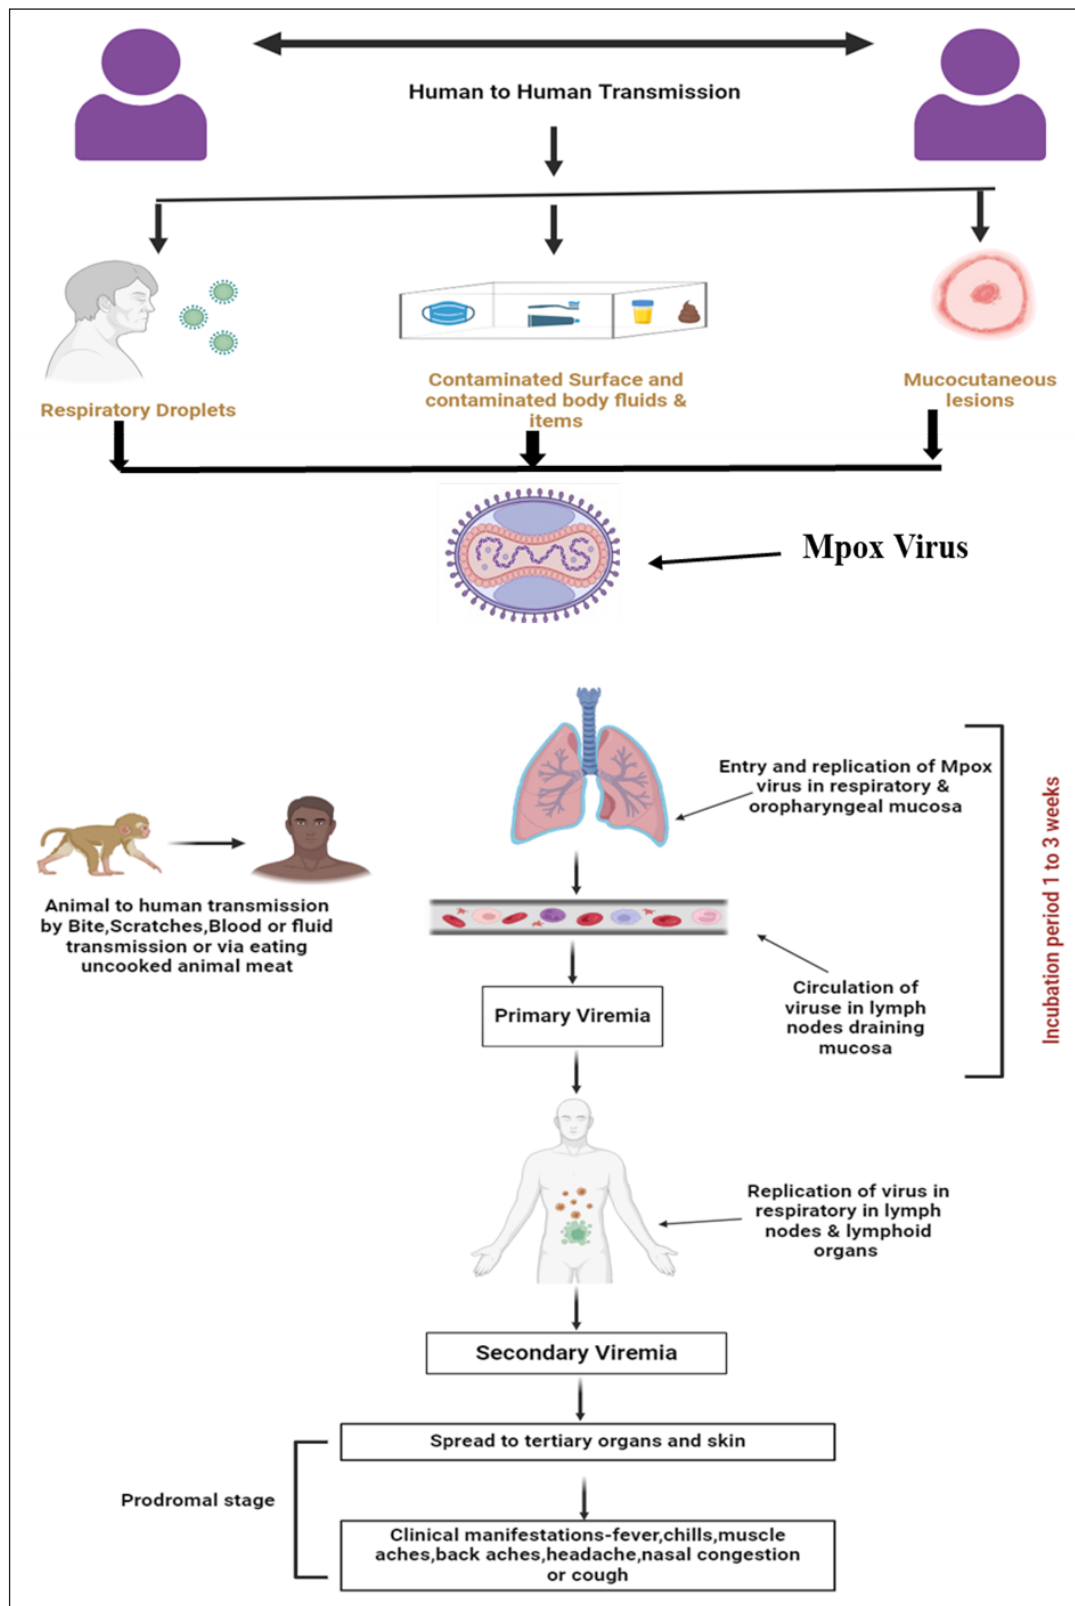 Human to Human Transmission
Respiratory Droplets
Contaminated Surface and
contaminated body fluids &
items
Mucocutaneous
lesions
Mpox Virus
Entry and replication of Mpox
virus in respiratory &
oropharyngeal mucosa
Incubation period 1 to 3 weeks
Animal to human transmission
by Bite,Scratches,Blood or fluid
transmission or via eating
uncooked animal meat
Circulation of
viruse in lymph
nodes draining
mucosa
Primary Viremia
Replication of virus in
respiratory in lymph
nodes & lymphoid
organs
Secondary Viremia
Spread to tertiary organs and skin
Prodromal stage
Clinical manifestations-fever,chills,muscle
aches,back aches,headache,nasal congestion
or cough